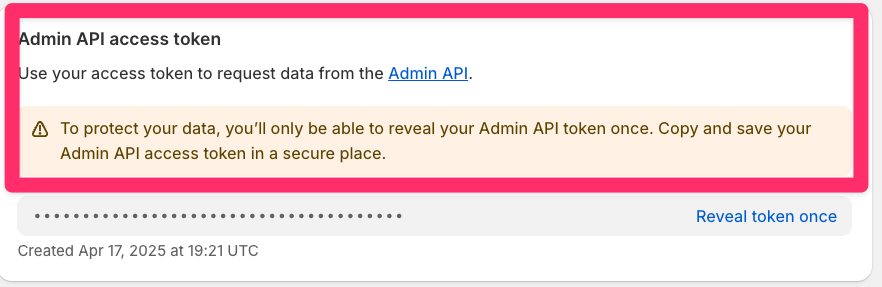 Admin API access token
Use your access token to request data from the Admin API.
To protect your data, you’ll only be able to reveal your Admin API token once. Copy and save your
Admin API access token in a secure place.
••••••••••••••••••••••••••••••••••••••
Reveal token once
Created Apr 17, 2025 at 19:21 UTC